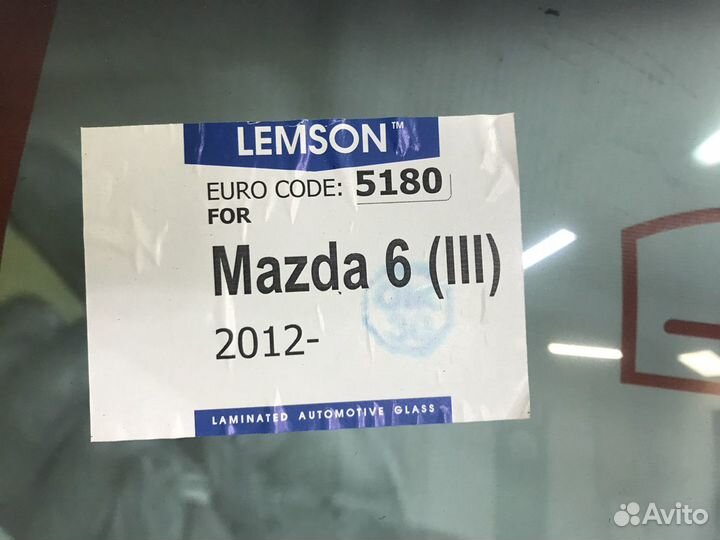 LEMSON™
EURO CODE: 5180
FOR
Mazda 6 (III)
2012-
LAMINATED AUTOMOTIVE GLASS
Avito